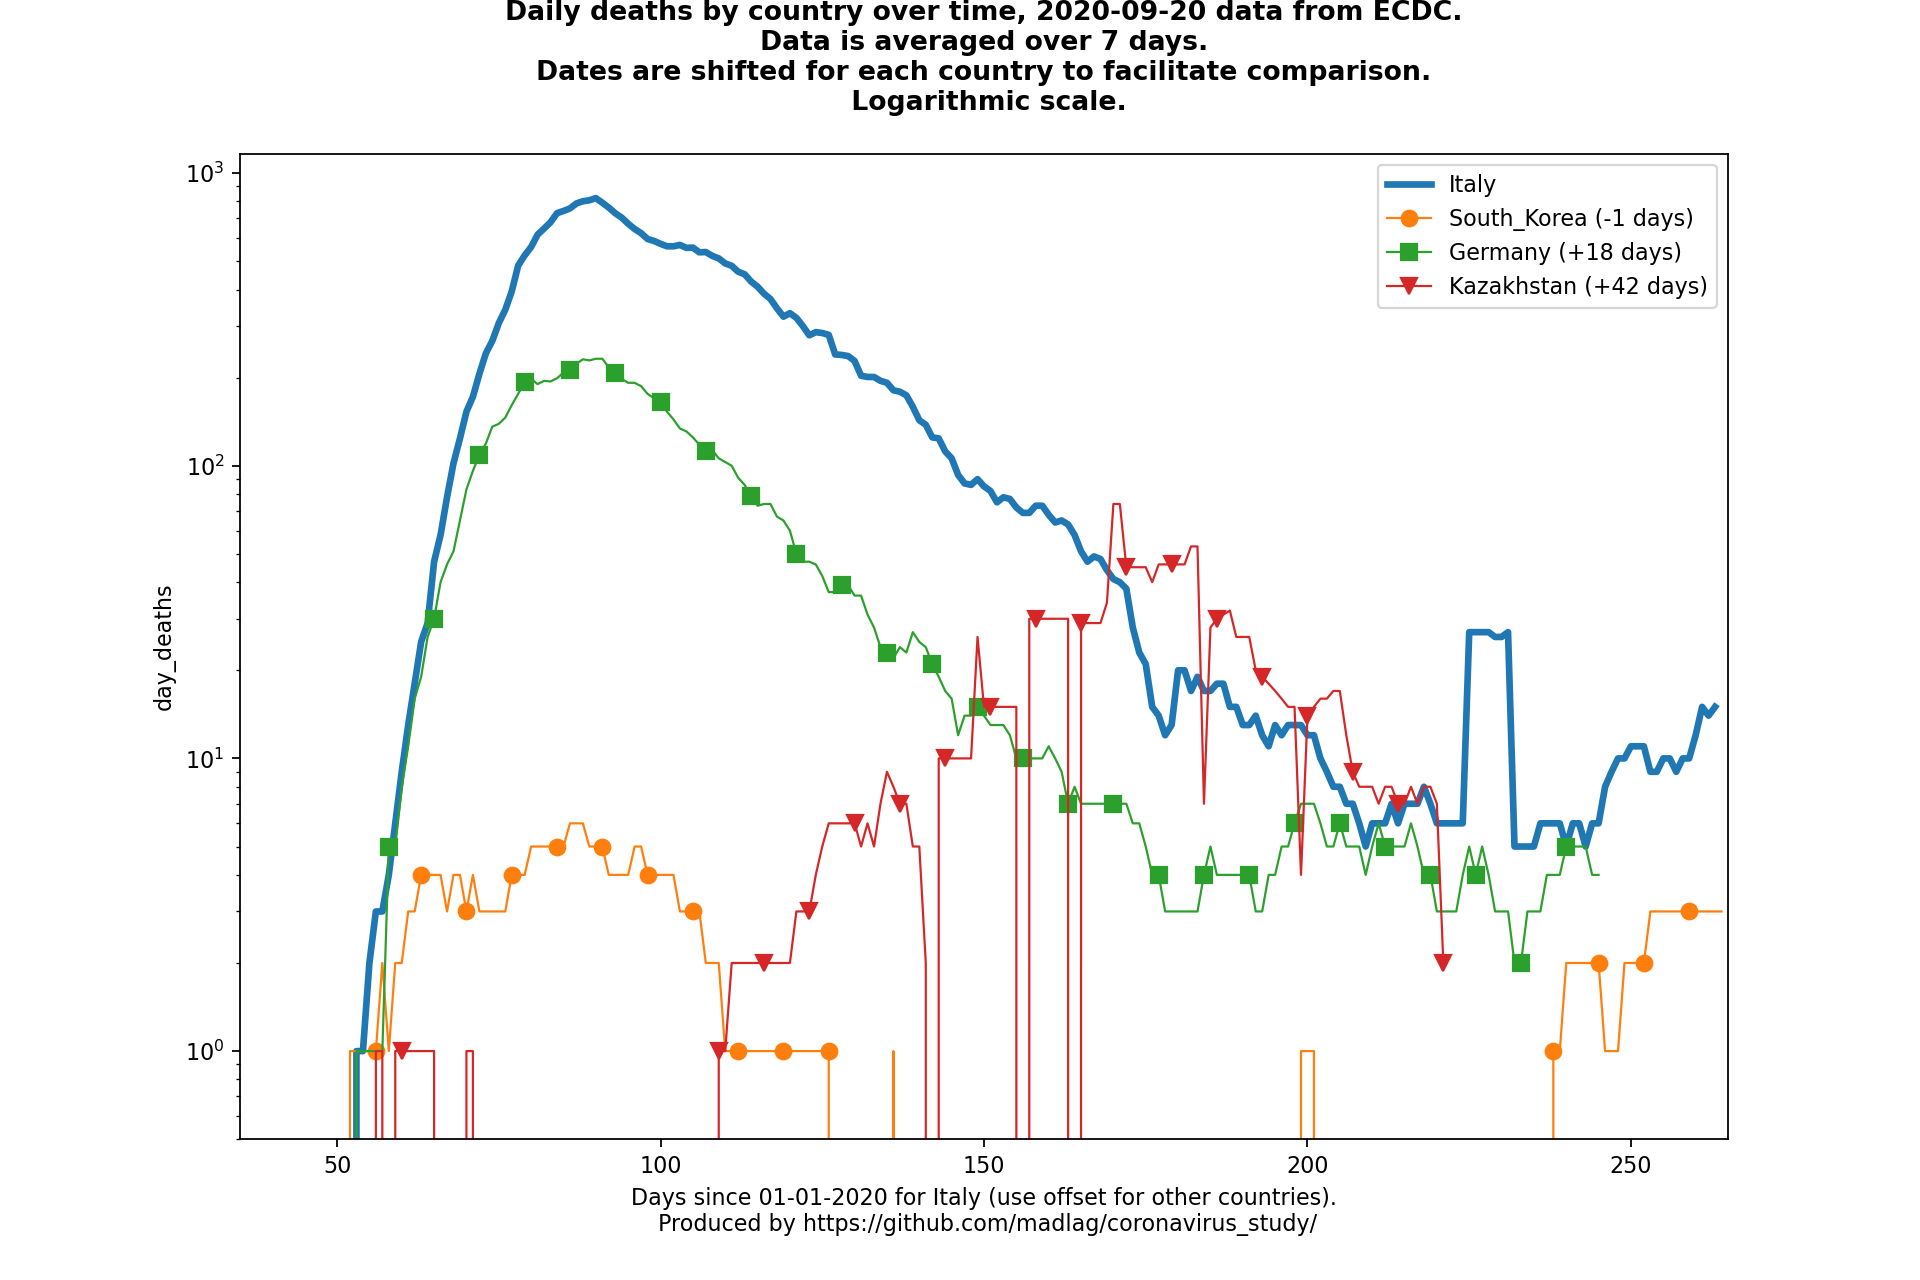 Daily deaths by country over time, 2020-09-20 data from ECDC.
Data is averaged over 7 days.
Dates are shifted for each country to facilitate comparison.
Logarithmic scale.
10³
10²
10¹
10⁰
day_deaths
Italy
South_Korea (-1 days)
Germany (+18 days)
Kazakhstan (+42 days)
50
100
150
200
250
Days since 01-01-2020 for Italy (use offset for other countries).
Produced by https://github.com/madlag/coronavirus_study/